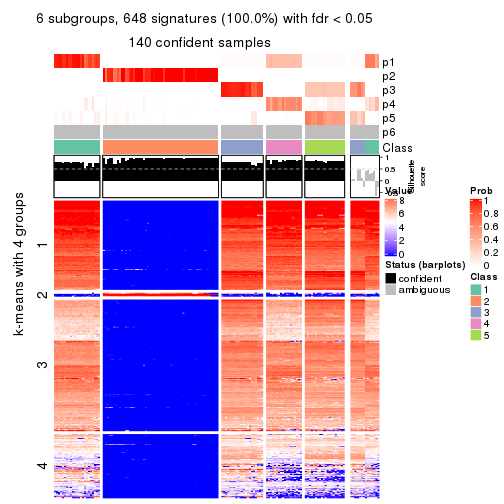 6 subgroups, 648 signatures (100.0%) with fdr < 0.05
140 confident samples
p1
p2
p3
p4
p5
p6
Class
1
0.5
0
-0.5
Silhouette
score
k-means with 4 groups
1
2
3
4
Value
8
6
4
2
0
Status (barplots)
confident
ambiguous
Prob
1
0.8
0.6
0.4
0.2
0
Class
1
2
3
4
5